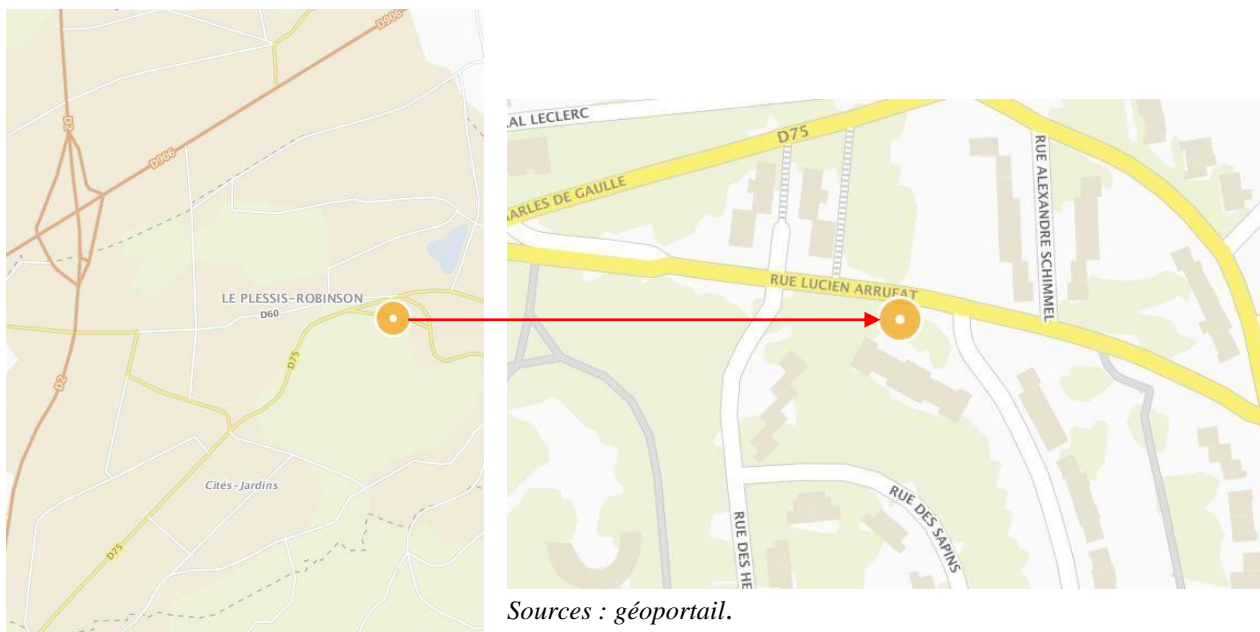 D906
D2
D906
LE PLESSIS-ROBINSON
D60
D75
D2
Cités-Jardins
D75
AL LECLERC
D75
ARLES DE GAULLE
RUE ALEXANDRE SCHIMMEL
RUE LUCIEN ARRUFAT
RUE DES SAPINS
RUE DES HE
Sources : géoportail.